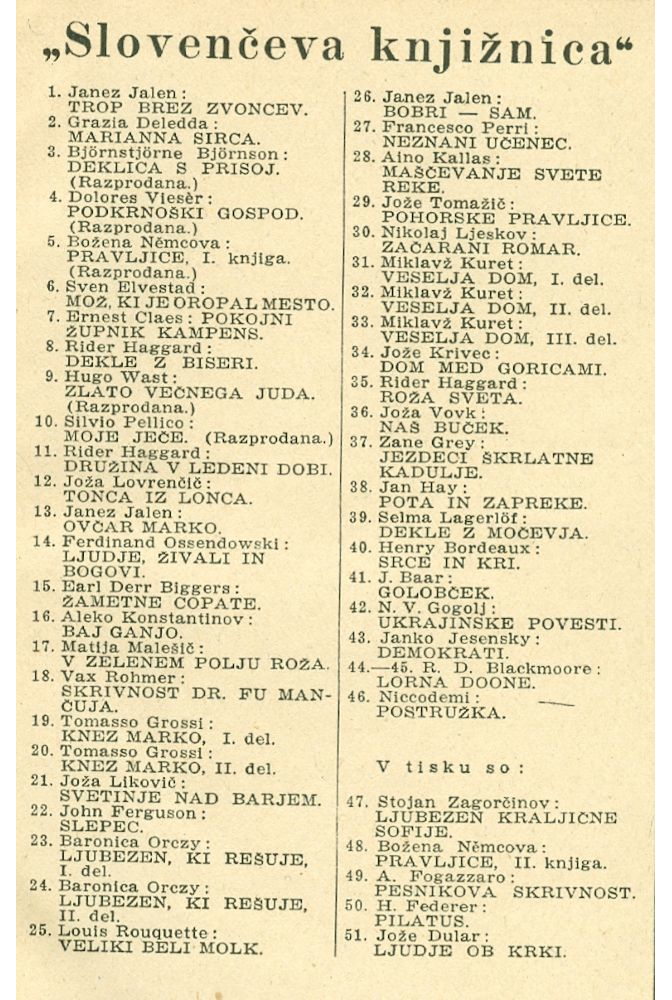 „Slovenčeva knjižnica“
1. Janez Jalen:
TROP BREZ ZVONCEV.
2. Grazia Deledda:
MARIANNA SIRCA.
3. Björnstjörne Björnson:
DEKLICA S PRISOJ.
(Razprodana.)
4. Dolores Viesèr:
PODKRNOŠKI GOSPOD.
(Razprodana.)
5. Božena Němcova:
PRAVLJICE, I. knjiga.
(Razprodana.)
6. Sven Elvestad:
MOŽ, KI JE OROPAL MESTO.
7. Ernest Claes: POKOJNI
ŽUPNIK KAMPENS.
8. Rider Haggard:
DEKLE Z BISERI.
9. Hugo Wast:
ZLATO VEČNEGA JUDA.
(Razprodana.)
10. Silvio Pellico:
MOJE JEČE. (Razprodana.)
11. Rider Haggard:
DRUŽINA V LEDENI DOBI.
12. Joža Lovrenčič:
TONCA IZ LONCA.
13. Janez Jalen:
OVČAR MARKO.
14. Ferdinand Ossendowski:
LJUDJE, ŽIVALI IN
BOGOVI.
15. Earl Derr Biggers:
ŽAMETNE COPATE.
16. Aleko Konstantinov:
BAJ GANJO.
17. Matija Malešič:
V ZELENEM POLJU ROŽA.
18. Vax Rohmer:
SKRIVNOST DR. FU MAN-
ČUJA.
19. Tomasso Grossi:
KNEZ MARKO, I. del.
20. Tomasso Grossi:
KNEZ MARKO, II. del.
21. Joža Likovič:
SVETINJE NAD BARJEM.
22. John Ferguson:
SLEPEC.
23. Baronica Orczy:
LJUBEZEN, KI REŠUJE,
I. del.
24. Baronica Orczy:
LJUBEZEN, KI REŠUJE,
II. del.
25. Louis Rouquette:
VELIKI BELI MOLK.
26. Janez Jalen:
BOBRI — SAM.
27. Francesco Perri:
NEZNANI UČENEC.
28. Aino Kallas:
MAŠČEVANJE SVETE
REKE.
29. Jože Tomažič:
POHORSKE PRAVLJICE.
30. Nikolaj Ljeskov:
ZAČARANI ROMAR.
31. Miklavž Kuret:
VESELJA DOM, I. del.
32. Miklavž Kuret:
VESELJA DOM, II. del.
33. Miklavž Kuret:
VESELJA DOM, III. del.
34. Jože Krivec:
DOM MED GORICAMI.
35. Rider Haggard:
ROŽA SVETA.
36. Joža Vovk:
NAŠ BUČEK.
37. Zane Grey:
JEZDECI ŠKRLATNE
KADULJE.
38. Jan Hay:
POTA IN ZAPREKE.
39. Selma Lagerlöf:
DEKLE Z MOČEVJA.
40. Henry Bordeaux:
SRCE IN KRI.
41. J. Baar:
GOLOBČEK.
42. N. V. Gogolj:
UKRAJINSKE POVESTI.
43. Janko Jesensky:
DEMOKRATI.
44.—45. R. D. Blackmoore:
LORNA DOONE.
46. Niccodemi:
POSTRUŽKA.
V tisku so:
47. Stojan Zagorčinov:
LJUBEZEN KRALJIČNE
SOFIJE.
48. Božena Němcova:
PRAVLJICE, II. knjiga.
49. A. Fogazzaro:
PESNIKOVA SKRIVNOST.
50. H. Federer:
PILATUS.
51. Jože Dular:
LJUDJE OB KRKI.